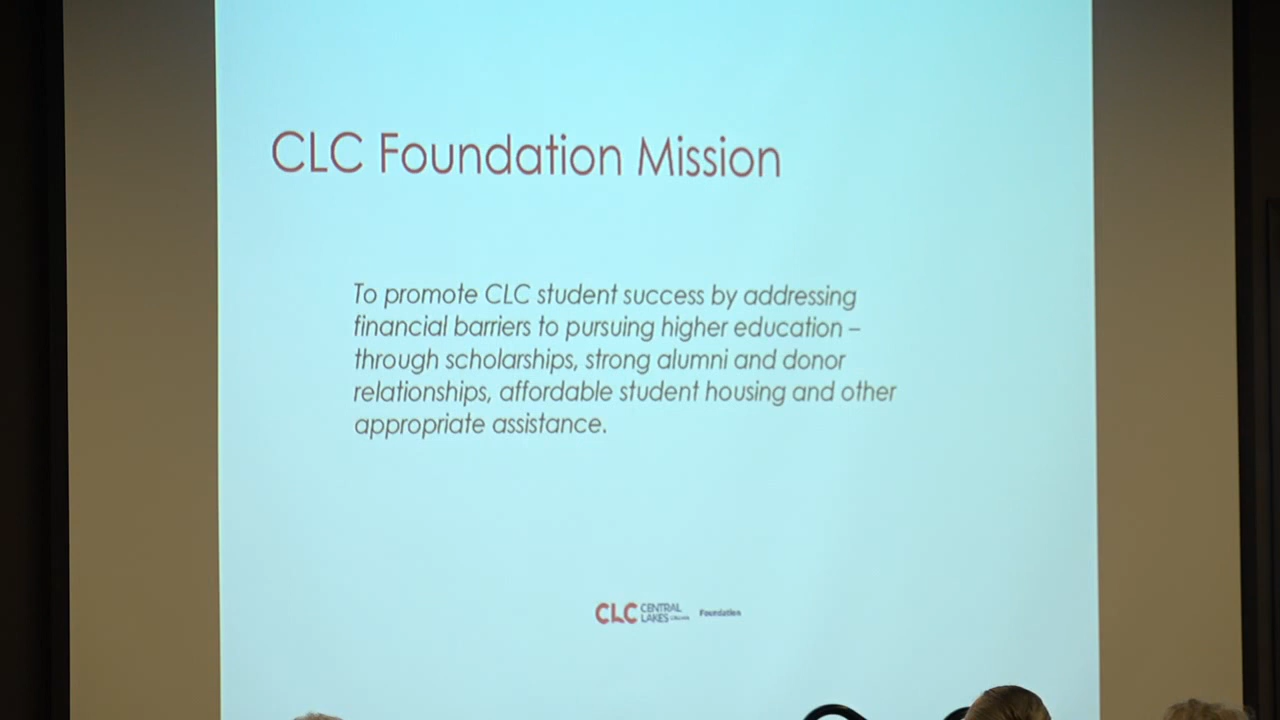 CLC Foundation Mission
To promote CLC student success by addressing
financial barriers to pursuing higher education –
through scholarships, strong alumni and donor
relationships, affordable student housing and other
appropriate assistance.
CLC CENTRAL
LAKES COLLEGE Foundation